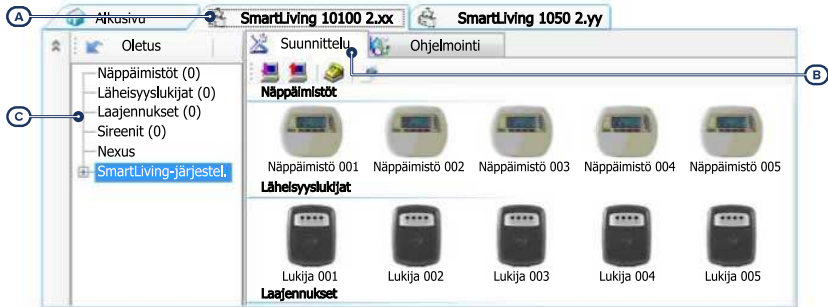 A Alkusivu SmartLiving 10100 2.xx SmartLiving 1050 2.yy
Oletus Suunnittelu Ohjelmointi
B
Näppäimistöt (0)
Läheisyyslukijat (0)
C Laajennukset (0)
Sireenit (0)
Nexus
SmartLiving-järjestel.
Näppäimistöt
Näppäimistö 001 Näppäimistö 002 Näppäimistö 003 Näppäimistö 004 Näppäimistö 005
Läheisyyslukijat
Lukija 001 Lukija 002 Lukija 003 Lukija 004 Lukija 005
Laajennukset